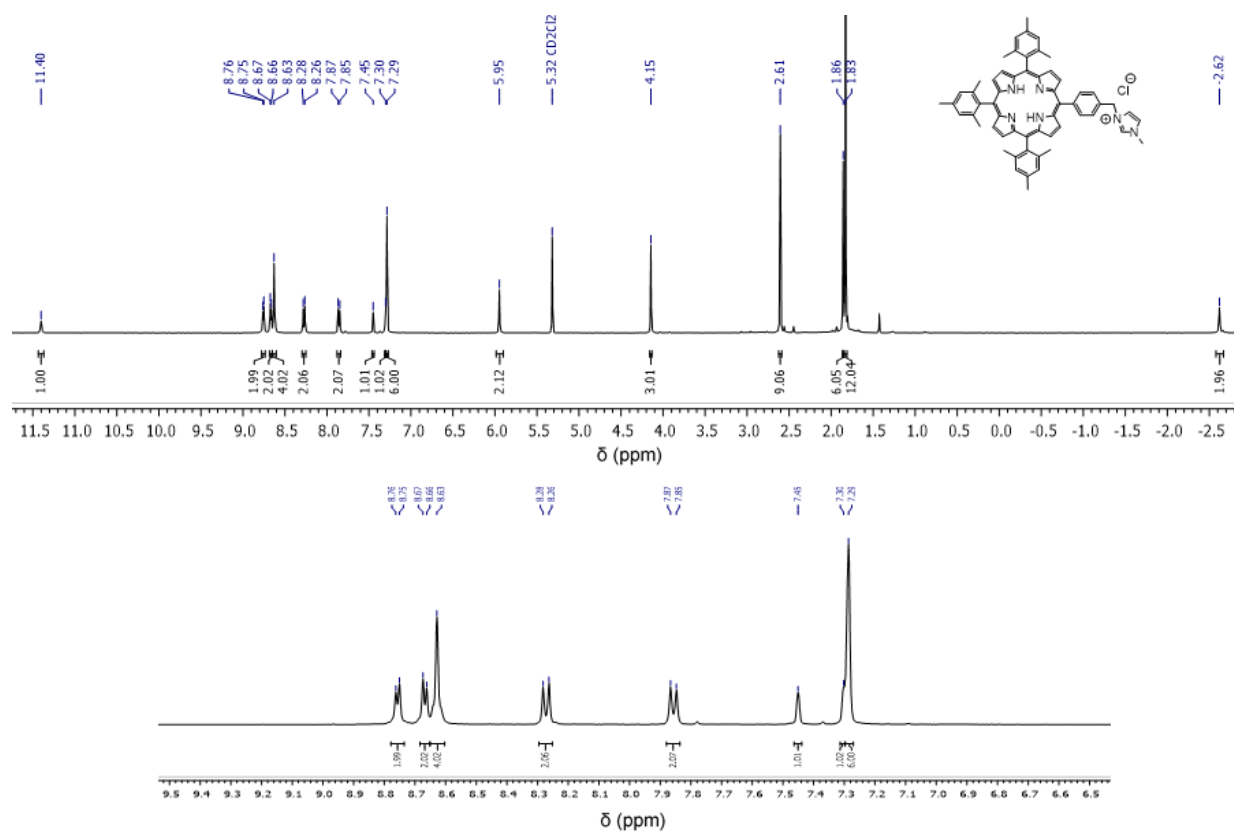 11.40 8.76 8.75 8.67 8.66 8.63 8.28 8.26 7.87 7.85 7.45 7.30 7.29 5.95 5.32 CD2Cl2 4.15 2.61 1.86 1.83 -2.62
NH N
N HN
N
+
N
Cl
1.00 1.99 2.02 4.02 2.06 2.07 1.01 1.02 6.00 2.12 3.01 9.06 6.05 12.04 1.96
11.5 11.0 10.5 10.0 9.5 9.0 8.5 8.0 7.5 7.0 6.5 6.0 5.5 5.0 4.5 4.0 3.5 3.0 2.5 2.0 1.5 1.0 0.5 0.0 -0.5 -1.0 -1.5 -2.0 -2.5
δ (ppm)
8.76 8.75 8.67 8.66 8.63 8.28 8.26 7.87 7.85 7.45 7.30 7.29
1.99 2.02 4.02 2.06 2.07 1.01 1.02 6.00
9.5 9.4 9.3 9.2 9.1 9.0 8.9 8.8 8.7 8.6 8.5 8.4 8.3 8.2 8.1 8.0 7.9 7.8 7.7 7.6 7.5 7.4 7.3 7.2 7.1 7.0 6.9 6.8 6.7 6.6 6.5
δ (ppm)